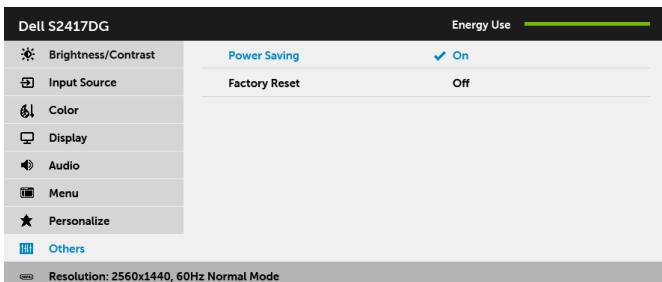 Dell S2417DG Energy Use
Brightness/Contrast Power Saving On
Input Source Factory Reset Off
Color
Display
Audio
Menu
Personalize
Others
Resolution: 2560x1440, 60Hz Normal Mode